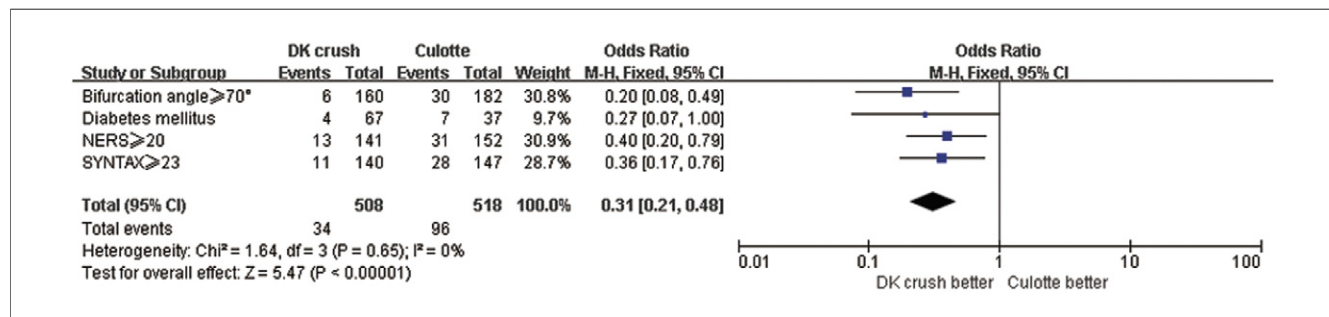 DK crush Culotte Odds Ratio Odds Ratio
Study or Subgroup Events Total Events Total Weight M-H, Fixed, 95% CI M-H, Fixed, 95% CI
Bifurcation angle⩾70° 6 160 30 182 30.8% 0.20 [0.08, 0.49]
Diabetes mellitus 4 67 7 37 9.7% 0.27 [0.07, 1.00]
NERS⩾20 13 141 31 152 30.9% 0.40 [0.20, 0.79]
SYNTAX⩾23 11 140 28 147 28.7% 0.36 [0.17, 0.76]
Total (95% CI) 508 518 100.0% 0.31 [0.21, 0.48]
Total events 34 96
Heterogeneity: Chi² = 1.64, df = 3 (P = 0.65); I² = 0%
Test for overall effect: Z = 5.47 (P < 0.00001)
0.01 0.1 1 10 100
DK crush better Culotte better